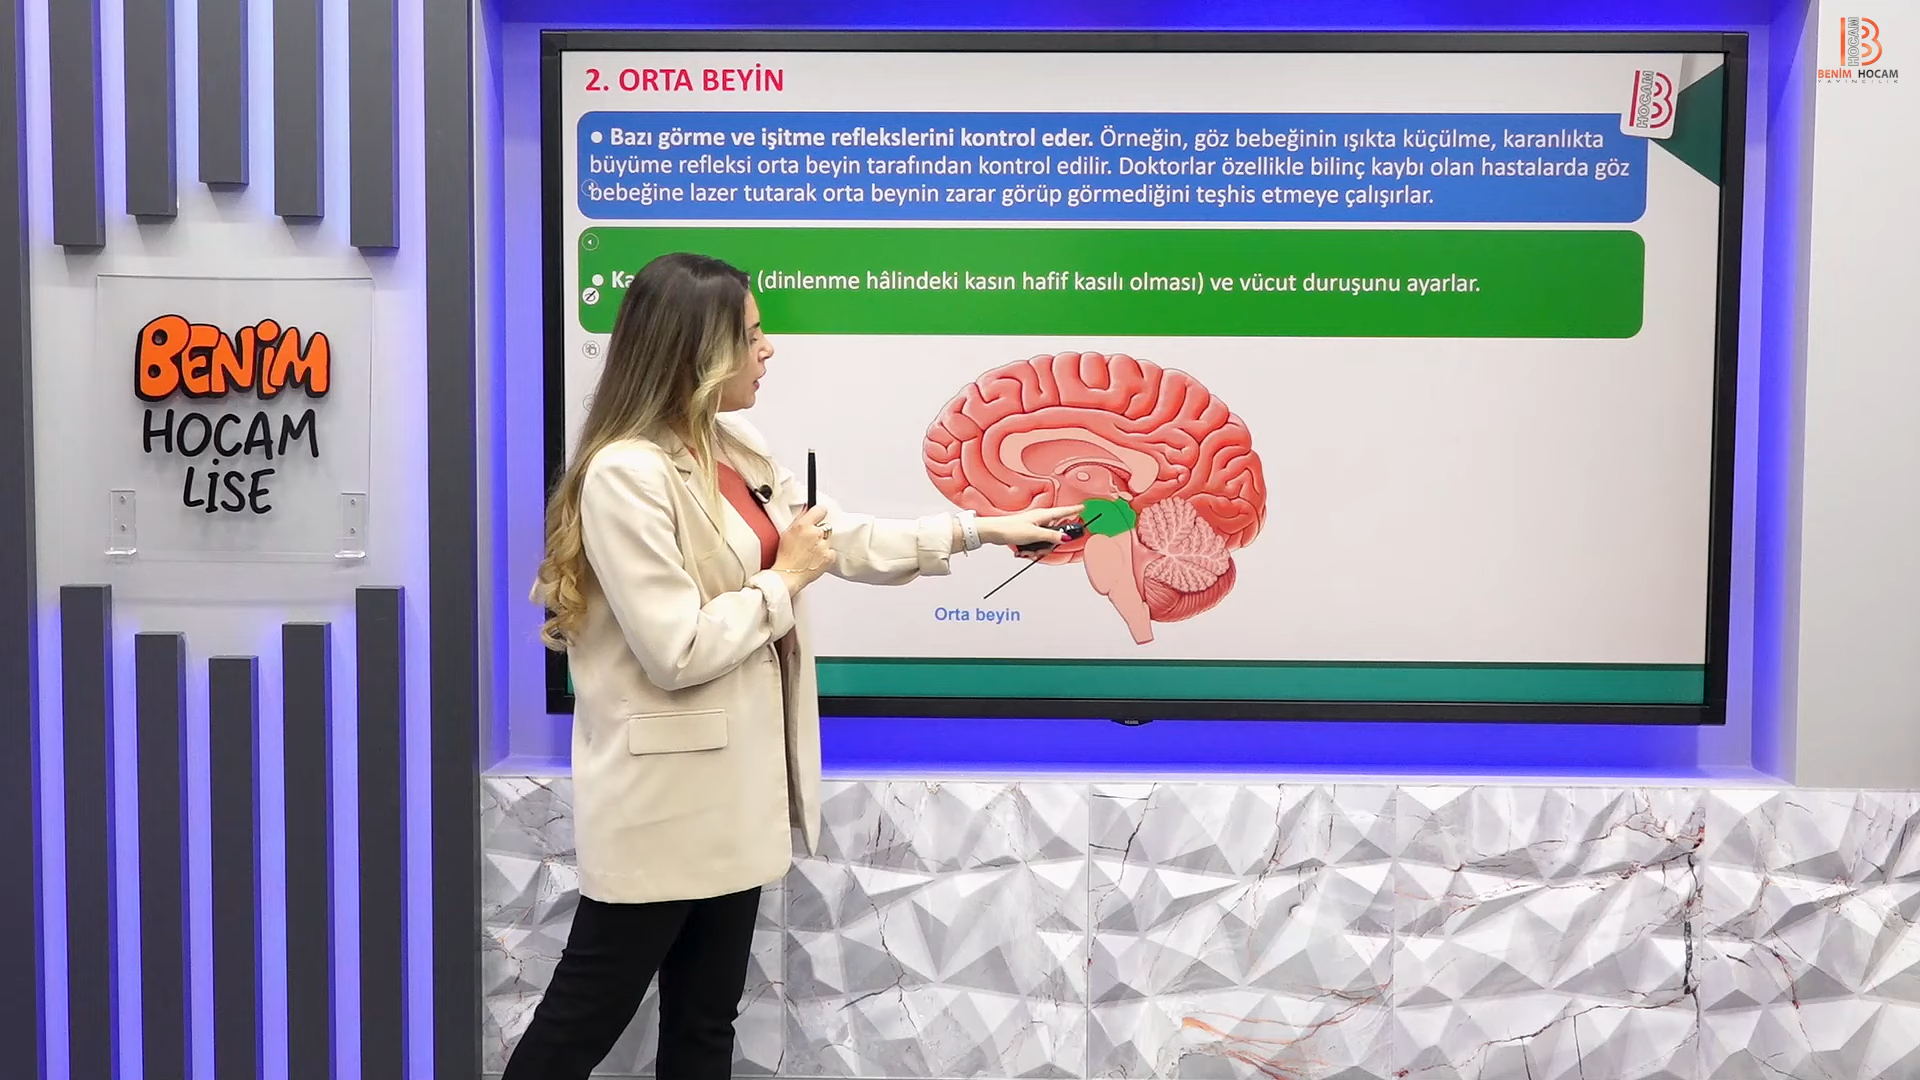 BENİM HOCAM
YAYINCILIK
2. ORTA BEYİN
HOCAM
● Bazı görme ve işitme reflekslerini kontrol eder. Örneğin, göz bebeğinin ışıkta küçülme, karanlıkta
büyüme refleksi orta beyin tarafından kontrol edilir. Doktorlar özellikle bilinç kaybı olan hastalarda göz
bebeğine lazer tutarak orta beynin zarar görüp görmediğini teşhis etmeye çalışırlar.
● (dinlenme hâlindeki kasın hafif kasılı olması) ve vücut duruşunu ayarlar.
BENİM
HOCAM
LİSE
Orta beyin